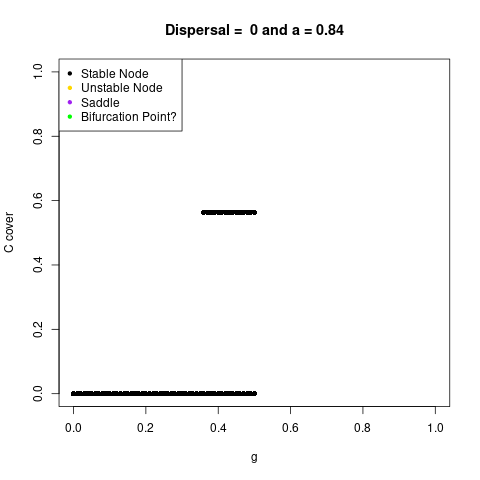 Dispersal = 0 and a = 0.84
Stable Node
Unstable Node
Saddle
Bifurcation Point?
1.0
0.8
0.6
0.4
0.2
0.0
C cover
0.0 0.2 0.4 0.6 0.8 1.0
g